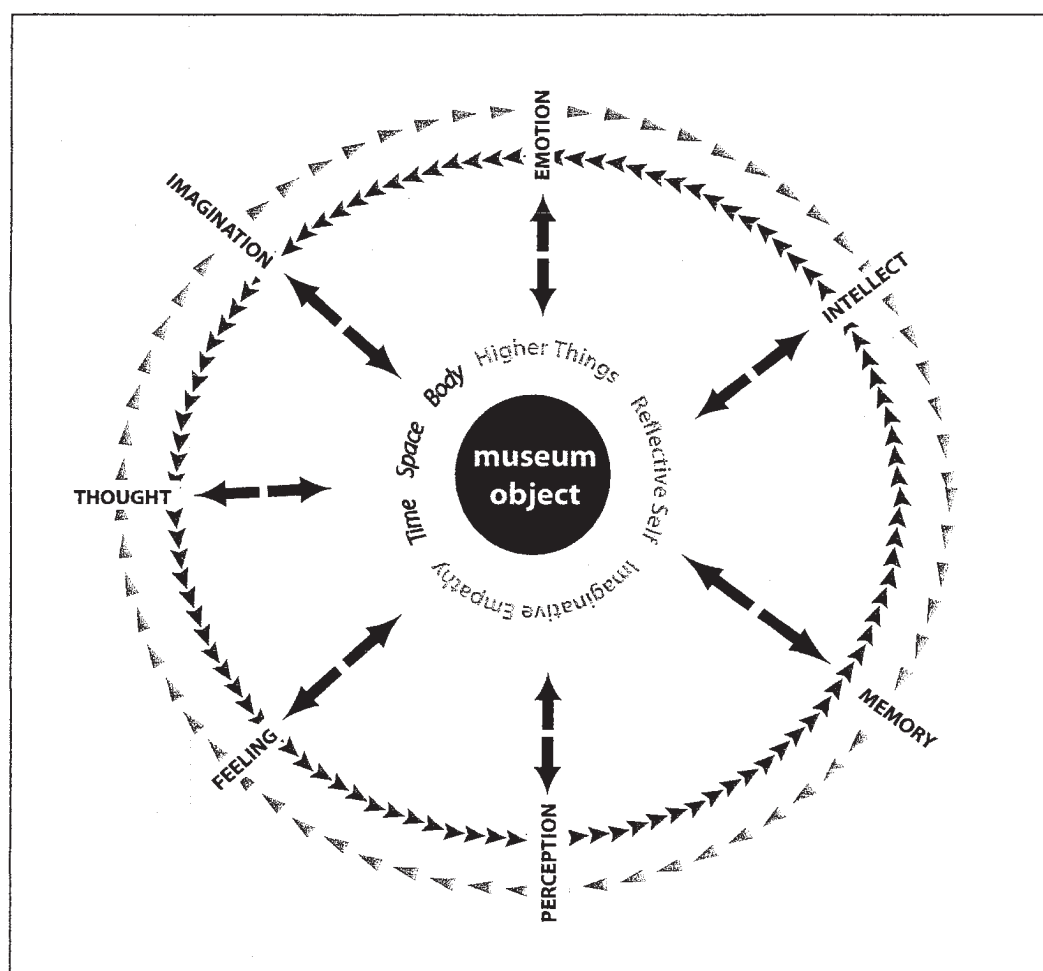 EMOTION
IMAGINATION
INTELLECT
Higher Things
Body
Reflective Self
Space
museum
object
THOUGHT
Time
Imaginative Empathy
MEMORY
FEELING
PERCEPTION